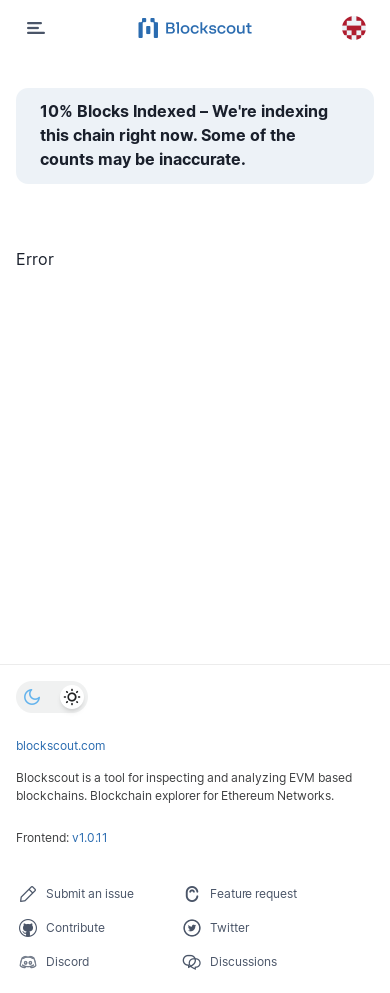 Blockscout
10% Blocks Indexed – We're indexing
this chain right now. Some of the
counts may be inaccurate.
Error
blockscout.com
Blockscout is a tool for inspecting and analyzing EVM based
blockchains. Blockchain explorer for Ethereum Networks.
Frontend: v1.0.11
Submit an issue
Feature request
Contribute
Twitter
Discord
Discussions